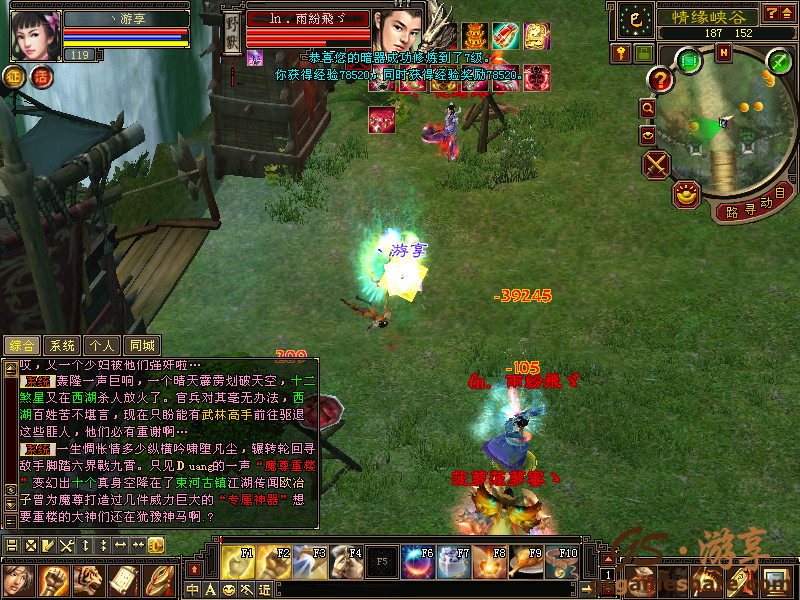 丶游享
119
征
活
野獸
ln．雨紛飛ヾ
恭喜您的暗器成功修炼到了7级。
你获得经验78520，同时获得经验奖励78520。
情缘峡谷
187 152
N
自动寻路
丶游享
-39245
209
-105
ln．雨紛飛ヾ
综合
系统
个人
同城
哎，又一个少妇被他们强奸啦…
系统 轰隆一声巨响，一个晴天霹雳划破天空，十二
煞星又在西湖杀人放火了。官兵对其毫无办法，西
湖百姓苦不堪言，现在只盼能有武林高手前往驱退
这些匪人，他们必有重谢啊…
系统 一生惆怅情多少纵横吟啸堕凡尘，辗转轮回寻
敌手脚踏六界戰九霄。只见D uang的一声“魔尊重楼
”变幻出十个真身空降在了束河古镇江湖传闻欧冶
子曾为魔尊打造过几件威力巨大的“专属神器”想
要重楼的大神们还在犹豫神马啊.?
F1
F2
F3
F4
F5
F6
F7
F8
F9
F10
1
中
A
近
GS·游享